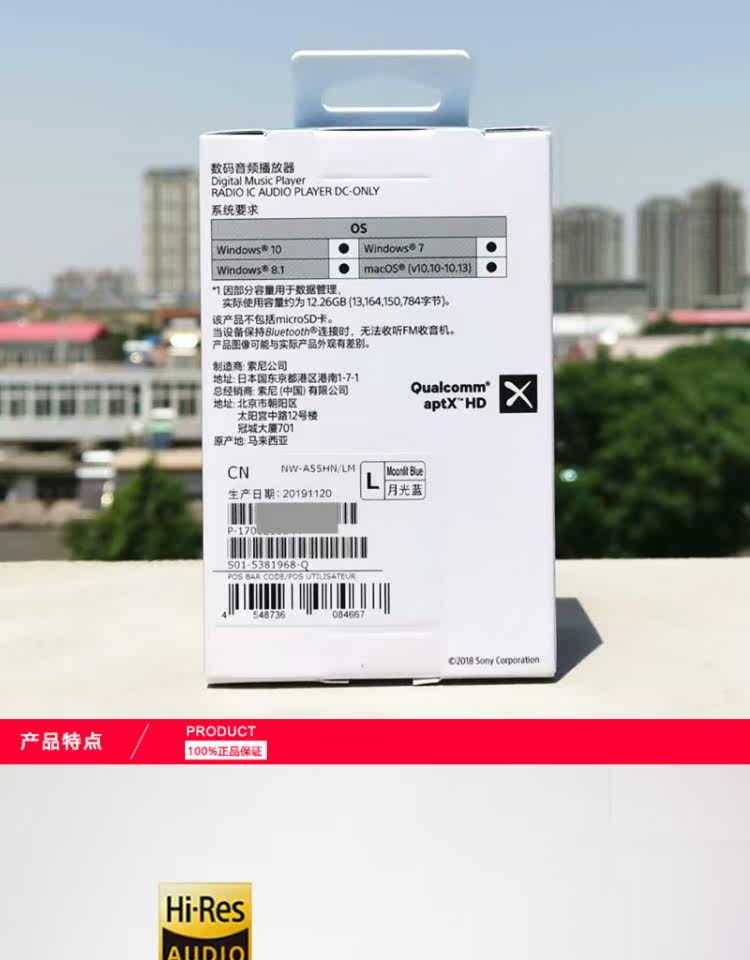 数码音频播放器
Digital Music Player
RADIO IC AUDIO PLAYER DC-ONLY
系统要求
OS
Windows® 10 ● Windows® 7 ●
Windows® 8.1 ● macOS® (v10.10-10.13) ●
*1 因部分容量用于数据管理，
实际使用容量约为 12.26GB (13,164,150,784字节)。
该产品不包括microSD卡。
当设备保持Bluetooth®连接时，无法收听FM收音机。
产品图像可能与实际产品外观有差别。
制造商: 索尼公司
地址: 日本国东京都港区港南1-7-1
总经销商: 索尼 (中国) 有限公司
地址: 北京市朝阳区
太阳宫中路12号楼
冠城大厦701
原产地: 马来西亚
Qualcomm®
aptX™ HD
CN NW-A55HN/LM
L Moonlit Blue
月光蓝
生产日期: 20191120
P-170
S01-5381968-Q
POS BAR CODE/POS UTILISATEUR
4 548736 084667
©2018 Sony Corporation
产品特点 PRODUCT
100%正品保证
Hi-Res
AUDIO